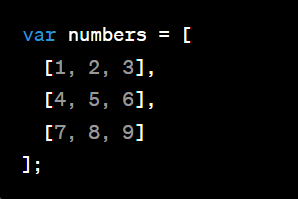 var numbers = [
  [1, 2, 3],
  [4, 5, 6],
  [7, 8, 9]
];